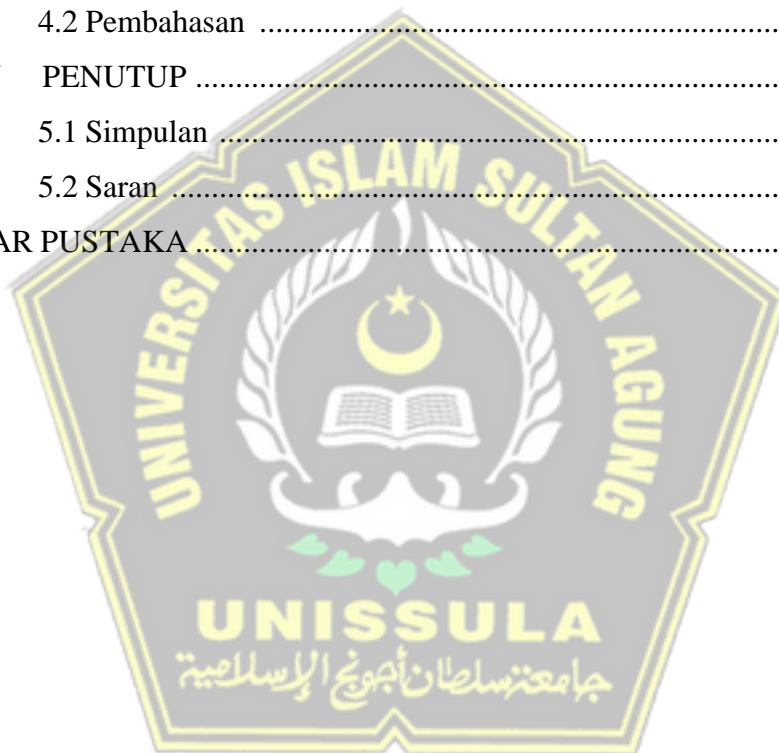 4.2 Pembahasan ................................................................................
PENUTUP ................................................................................
5.1 Simpulan ................................................................................
5.2 Saran ................................................................................
AR PUSTAKA ................................................................................
UNIVERSITAS ISLAM SULTAN AGUNG
UNISSULA
جامعة سلطان أجونج الإسلامية